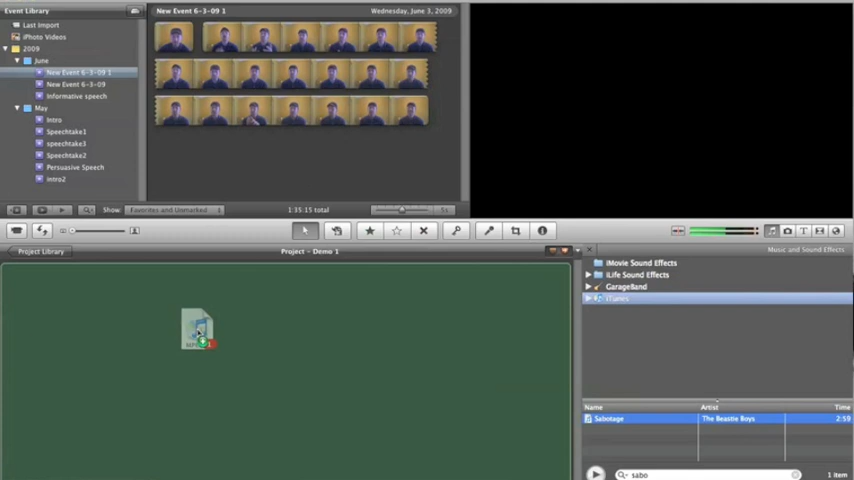 Event Library
New Event 6-3-09 1
Wednesday, June 3, 2009
Last Import
iPhoto Videos
2009
June
New Event 6-3-09 1
New Event 6-3-09
Informative speech
May
Intro
Speechtake1
speechtake3
Speechtake2
Persuasive Speech
intro2
Show: Favorites and Unmarked
1:35:15 total
5s
Project Library
Project - Demo 1
Music and Sound Effects
iMovie Sound Effects
iLife Sound Effects
GarageBand
iTunes
Name
Artist
Time
Sabotage
The Beastie Boys
2:59
sabo
1 item